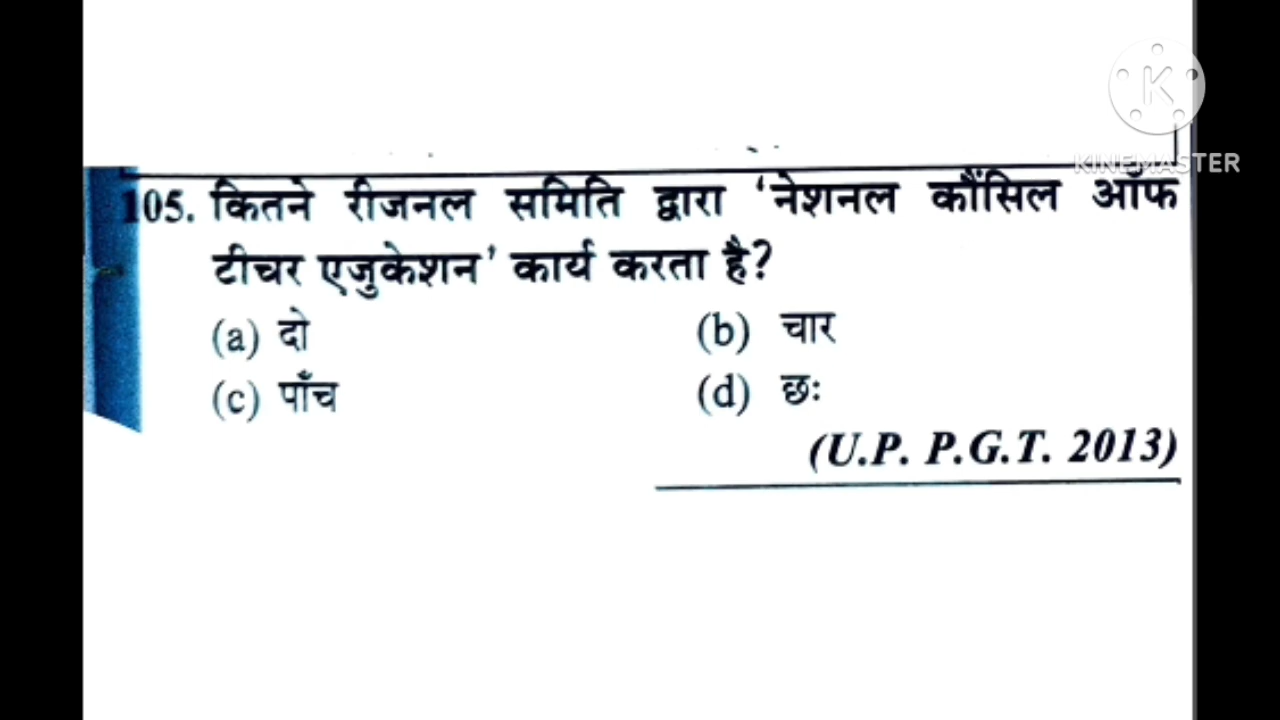 K
KINEMASTER
105. कितने रीजनल समिति द्वारा ‘नेशनल कौंसिल ऑफ
टीचर एजुकेशन’ कार्य करता है?
(a) दो (b) चार
(c) पाँच (d) छः
(U.P. P.G.T. 2013)